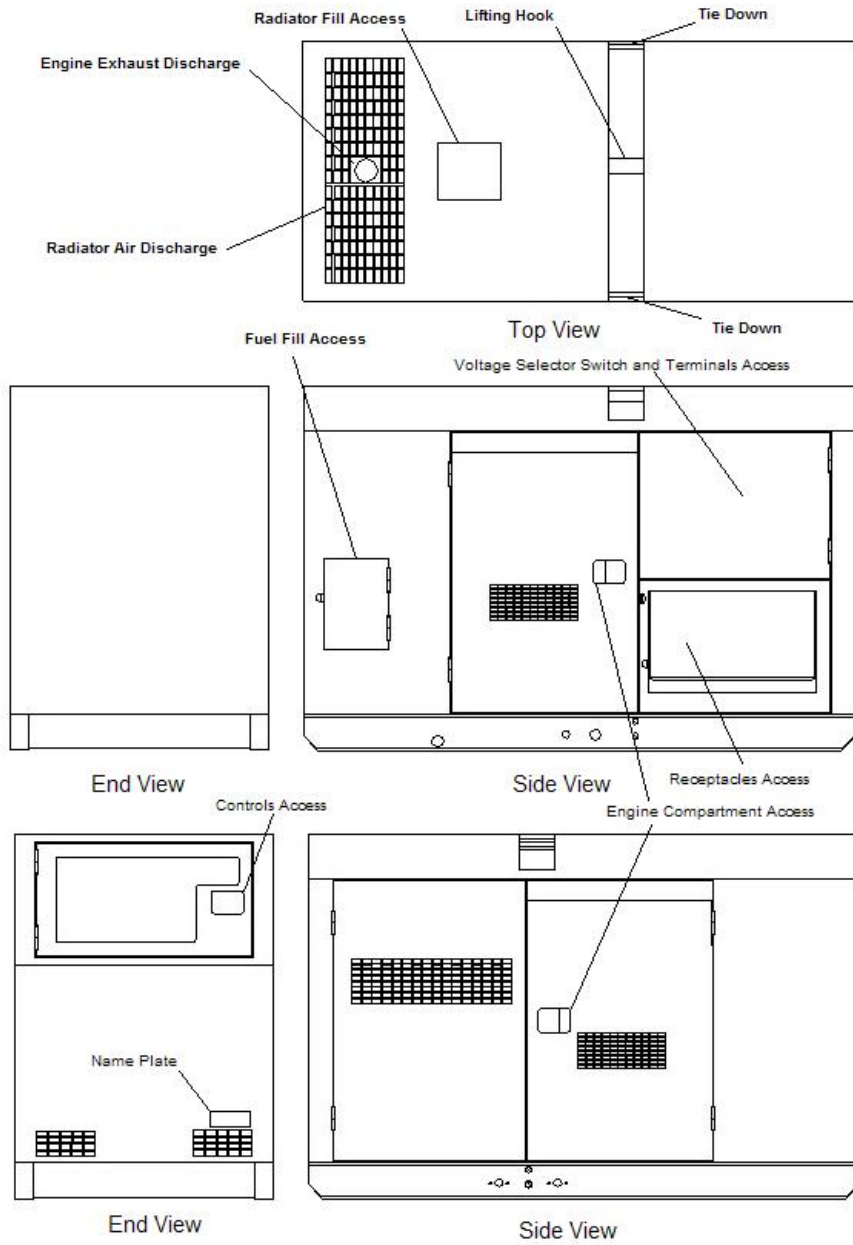 Radiator Fill Access
Lifting Hook
Tie Down
Engine Exhaust Discharge
Radiator Air Discharge
Top View
Tie Down
Fuel Fill Access
Voltage Selector Switch and Terminals Access
End View
Side View
Receptacles Access
Controls Access
Engine Compartment Access
Name Plate
End View
Side View